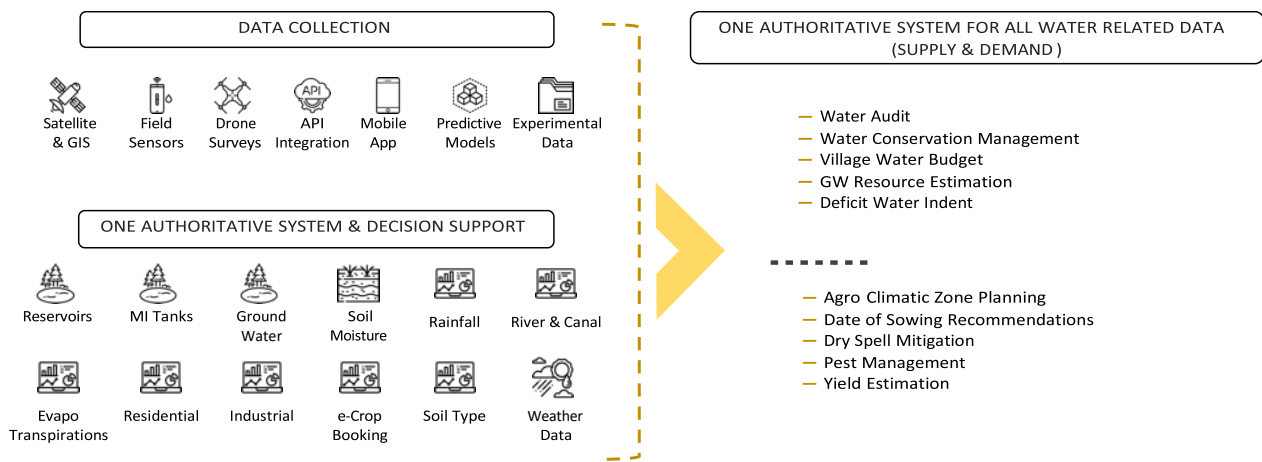 DATA COLLECTION
Satellite
& GIS
Field
Sensors
Drone
Surveys
API
API
Integration
Mobile
App
Predictive
Models
Experimental
Data
ONE AUTHORITATIVE SYSTEM & DECISION SUPPORT
Reservoirs
MI Tanks
Ground
Water
Soil
Moisture
Rainfall
River & Canal
Evapo
Transpirations
Residential
Industrial
e-Crop
Booking
Soil Type
Weather
Data
ONE AUTHORITATIVE SYSTEM FOR ALL WATER RELATED DATA
(SUPPLY & DEMAND )
— Water Audit
— Water Conservation Management
— Village Water Budget
— GW Resource Estimation
— Deficit Water Indent
— Agro Climatic Zone Planning
— Date of Sowing Recommendations
— Dry Spell Mitigation
— Pest Management
— Yield Estimation